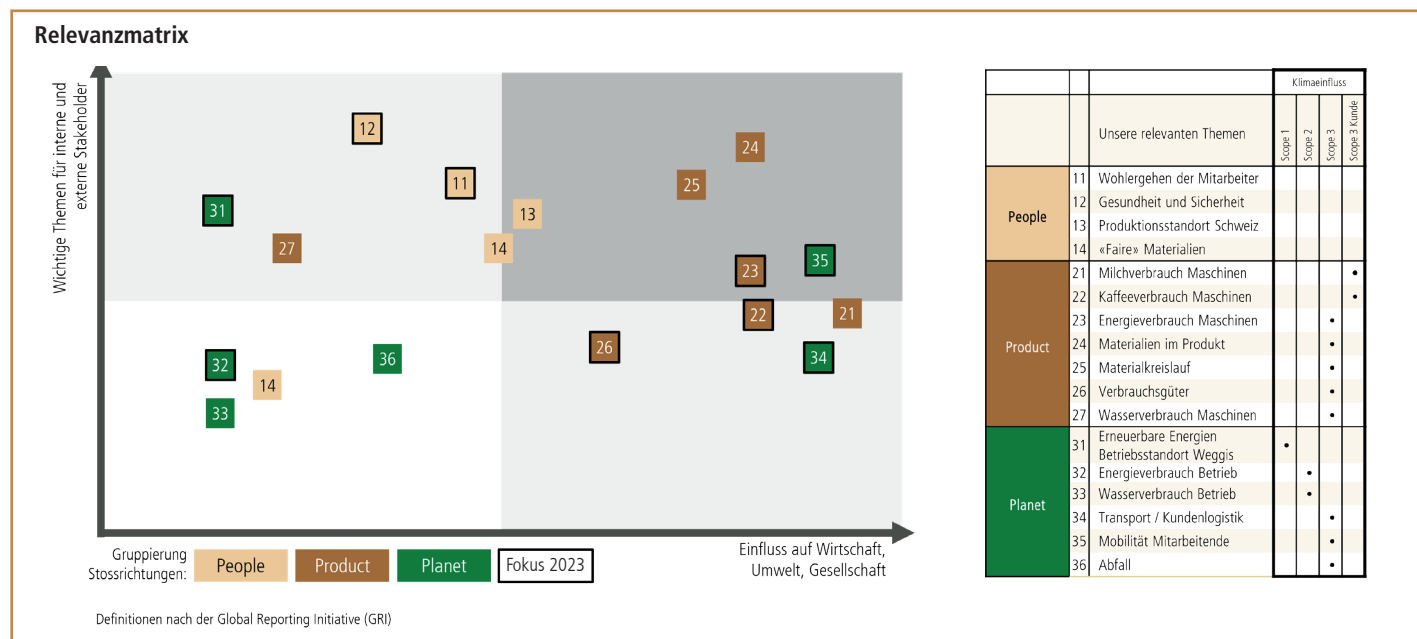 Relevanzmatrix
Wichtige Themen für interne und
externe Stakeholder
12
24
11
25
31
13
27
14
35
23
22
21
26
34
32
36
14
33
Einfluss auf Wirtschaft,
Umwelt, Gesellschaft
Gruppierung
Stossrichtungen:
People
Product
Planet
Fokus 2023
Definitionen nach der Global Reporting Initiative (GRI)
Klimaeinfluss
Unsere relevanten Themen
Scope 1
Scope 2
Scope 3
Scope 3 Kunde
People
11 Wohlergehen der Mitarbeiter
12 Gesundheit und Sicherheit
13 Produktionsstandort Schweiz
14 «Faire» Materialien
Product
21 Milchverbrauch Maschinen •
22 Kaffeeverbrauch Maschinen •
23 Energieverbrauch Maschinen •
24 Materialien im Produkt •
25 Materialkreislauf •
26 Verbrauchsgüter •
27 Wasserverbrauch Maschinen •
Planet
31 Erneuerbare Energien
Betriebsstandort Weggis •
32 Energieverbrauch Betrieb •
33 Wasserverbrauch Betrieb •
34 Transport / Kundenlogistik •
35 Mobilität Mitarbeitende •
36 Abfall •